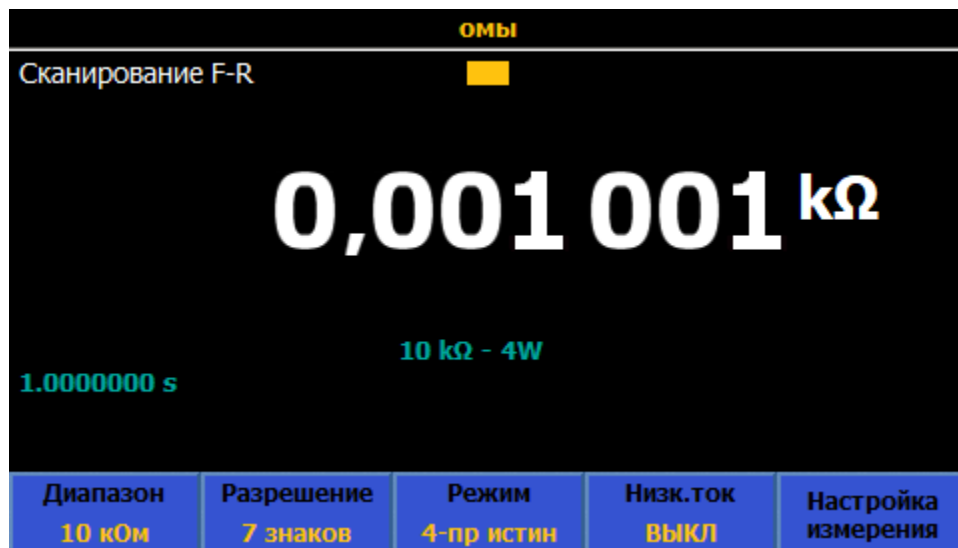 омы
Сканирование F-R
0,001 001 kΩ
10 kΩ - 4W
1.0000000 s
Диапазон Разрешение Режим Низк.ток Настройка измерения
10 кОм 7 знаков 4-пр истин ВЫКЛ